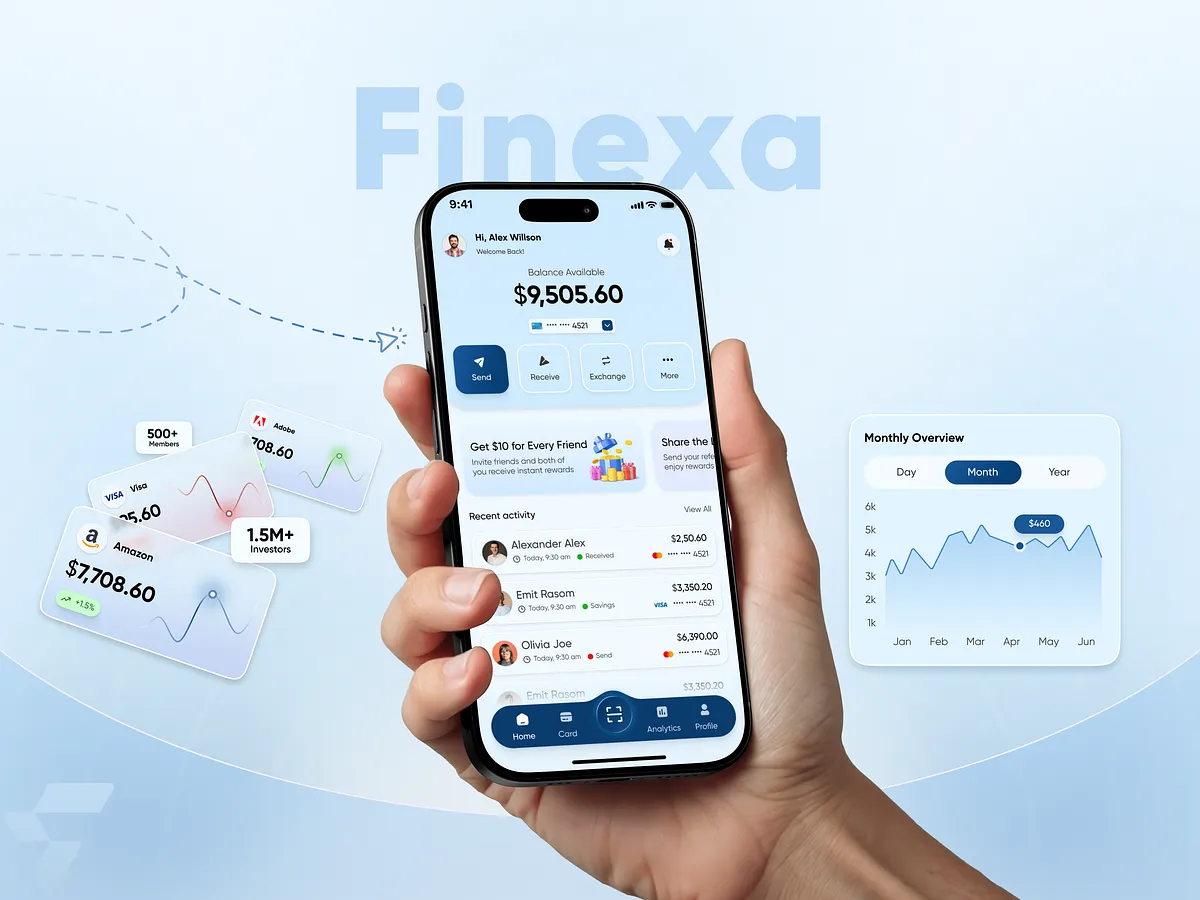 Finexa
9:41
Hi, Alex Willson
Welcome Back!
Balance Available
$9,505.60
•••• •••• 4521
Send
Receive
Exchange
More
Get $10 for Every Friend
Invite friends and both of
you receive instant rewards
Share the
Send your refe
enjoy rewards
Recent activity
View All
Alexander Alex
$2,50.60
Today, 9:30 am
Received
•••• •••• 4521
Emit Rasom
$3,350.20
Today, 9:30 am
Savings
VISA
•••• •••• 4521
Olivia Joe
$6,390.00
Today, 9:30 am
Send
•••• •••• 4521
Emit Rasom
$3,350.20
Home
Card
Analytics
Profile
500+
Members
Adobe
708.60
VISA
Visa
05.60
1.5M+
Investors
a
Amazon
$7,708.60
+1.5%
Monthly Overview
Day
Month
Year
6k
5k
4k
3k
2k
1k
$460
Jan
Feb
Mar
Apr
May
Jun